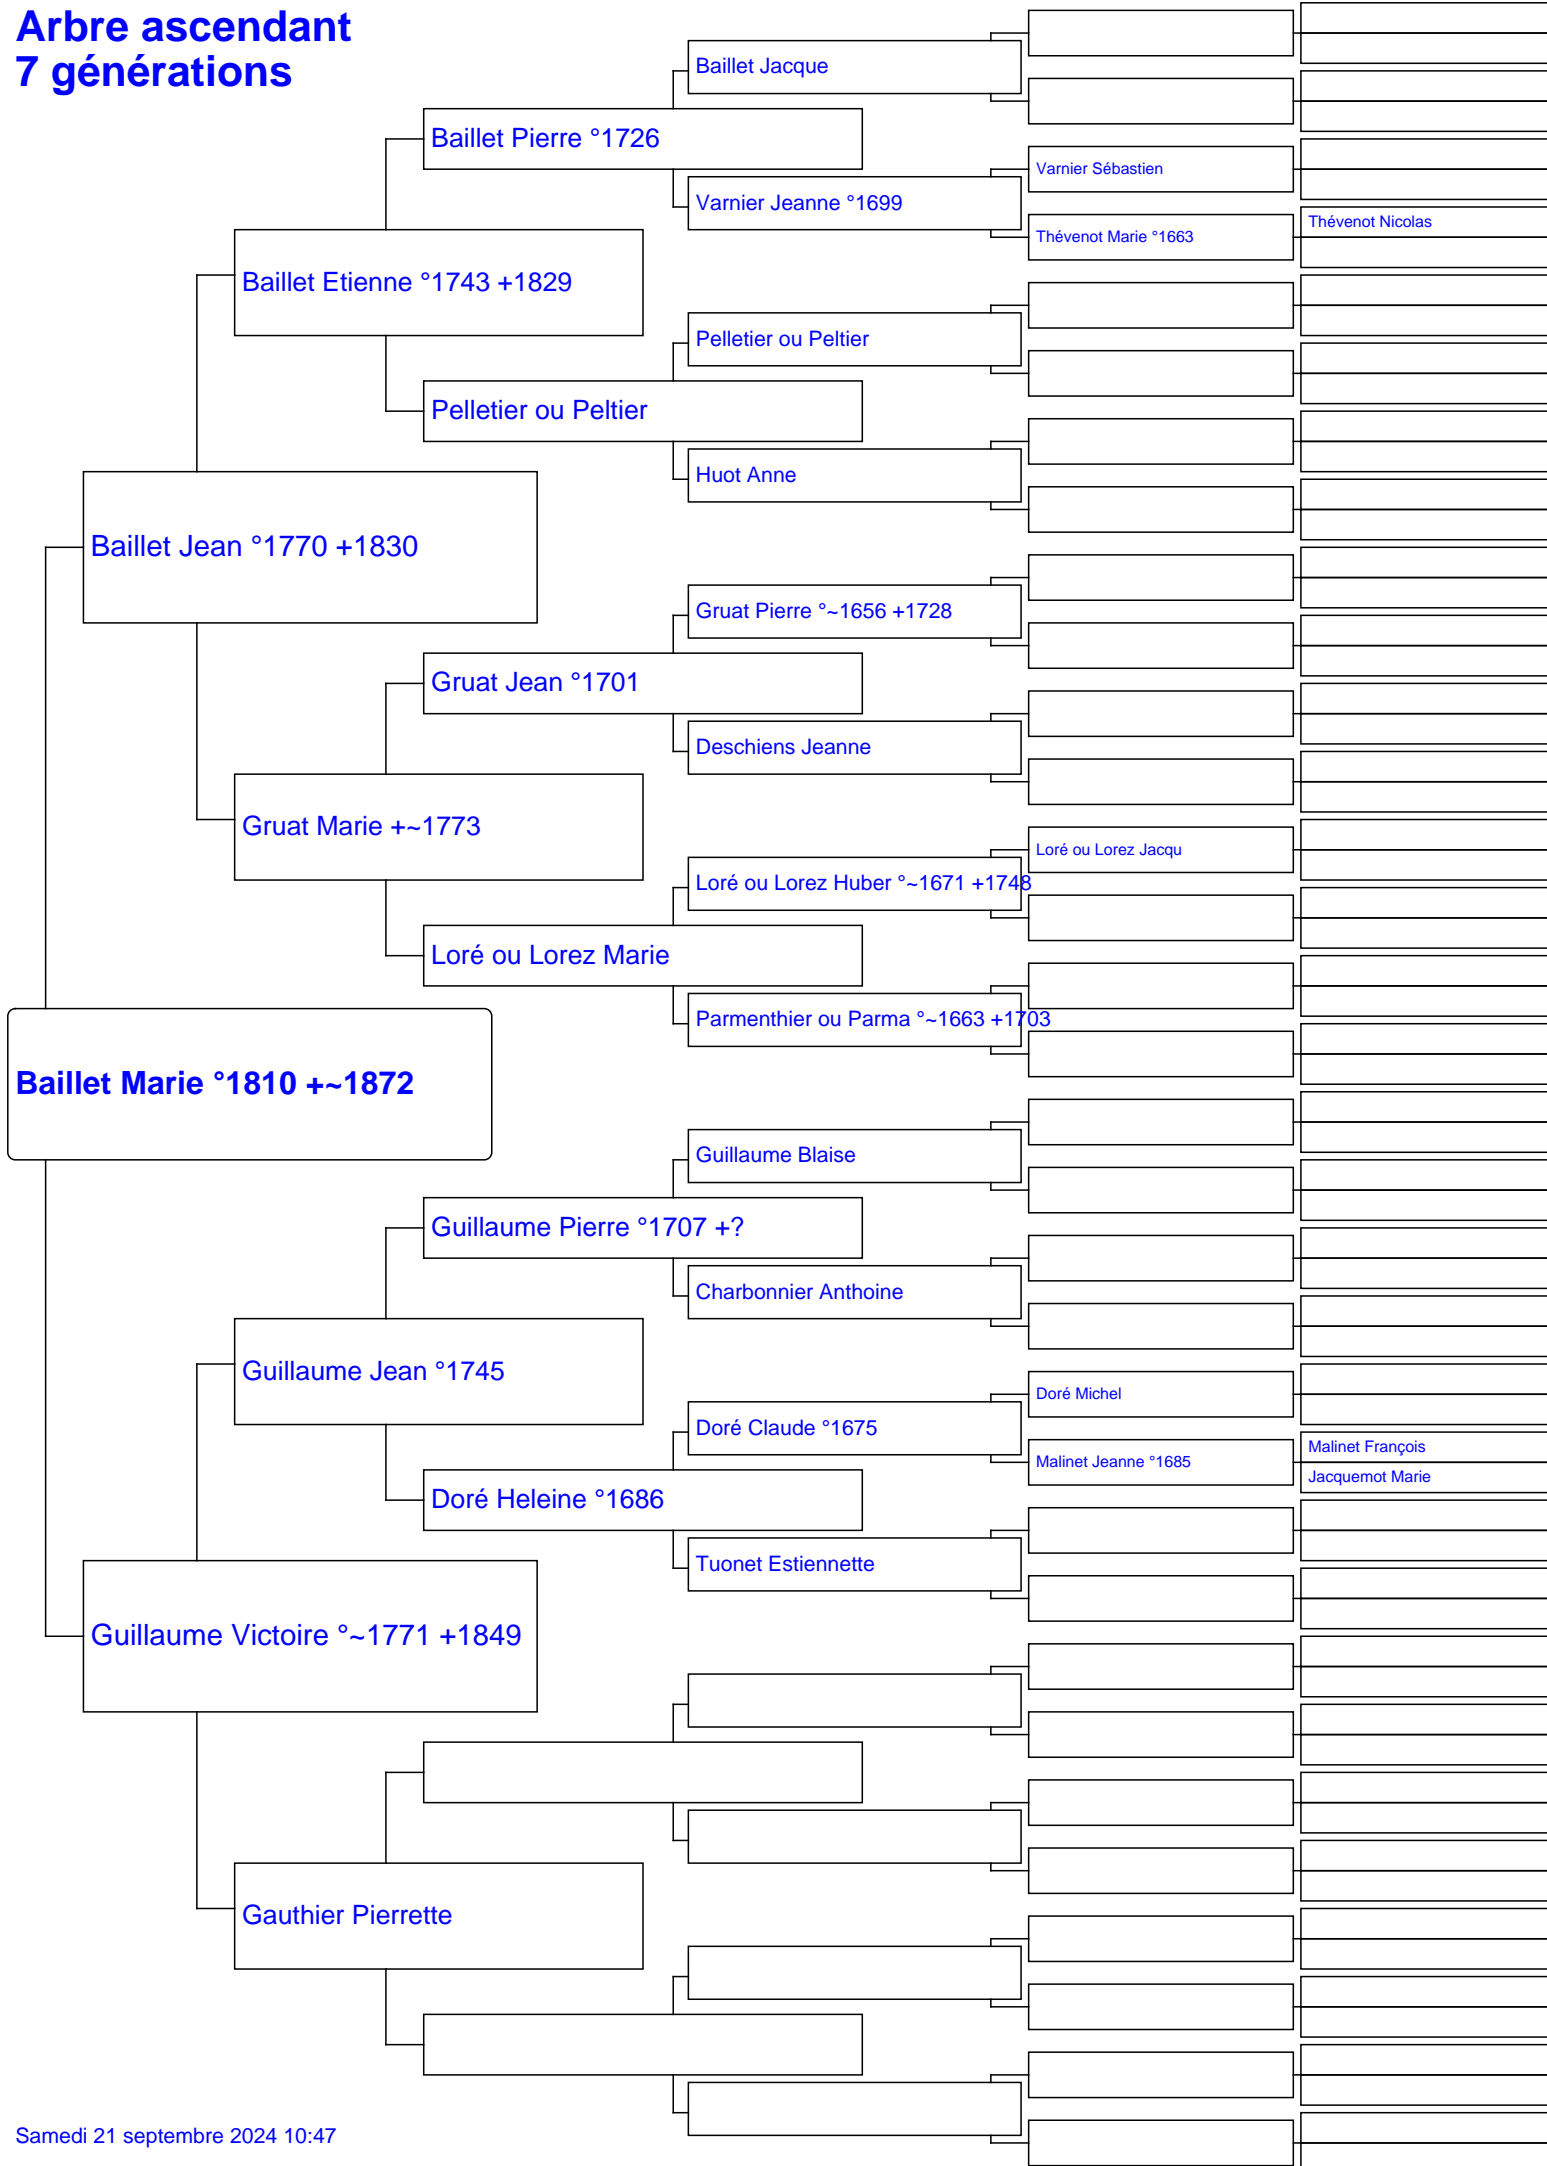 Arbre ascendant
7 générations
Baillet Jacque
Baillet Pierre °1726
Varnier Sébastien
Varnier Jeanne °1699
Thévenot Nicolas
Thévenot Marie °1663
Baillet Etienne °1743 +1829
Pelletier ou Peltier
Pelletier ou Peltier
Huot Anne
Baillet Jean °1770 +1830
Gruat Pierre °~1656 +1728
Gruat Jean °1701
Deschiens Jeanne
Gruat Marie +~1773
Loré ou Lorez Jacqu
Loré ou Lorez Huber °~1671 +1748
Loré ou Lorez Marie
Parmenthier ou Parma °~1663 +1703
Baillet Marie °1810 +~1872
Guillaume Blaise
Guillaume Pierre °1707 +?
Charbonnier Anthoine
Guillaume Jean °1745
Doré Michel
Doré Claude °1675
Malinet François
Malinet Jeanne °1685
Jacquemot Marie
Doré Heleine °1686
Tuonet Estiennette
Guillaume Victoire °~1771 +1849
Gauthier Pierrette
Samedi 21 septembre 2024 10:47